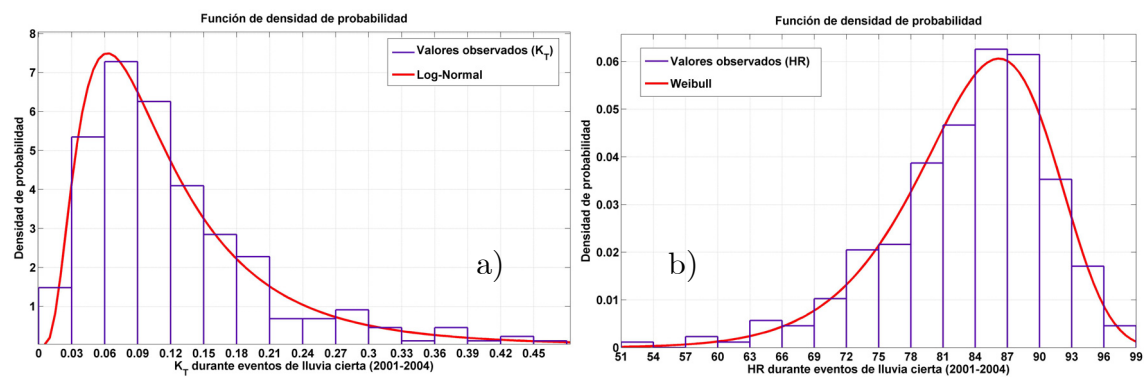 Función de densidad de probabilidad
8
7
6
5
4
3
2
1
Densidad de probabilidad
Valores observados (K_T)
Log-Normal
a)
0 0.03 0.06 0.09 0.12 0.15 0.18 0.21 0.24 0.27 0.3 0.33 0.36 0.39 0.42 0.45
K_T durante eventos de lluvia cierta (2001-2004)
Función de densidad de probabilidad
0.06
0.05
0.04
0.03
0.02
0.01
0
Densidad de probabilidad
Valores observados (HR)
Weibull
b)
51 54 57 60 63 66 69 72 75 78 81 84 87 90 93 96 99
HR durante eventos de lluvia cierta (2001-2004)